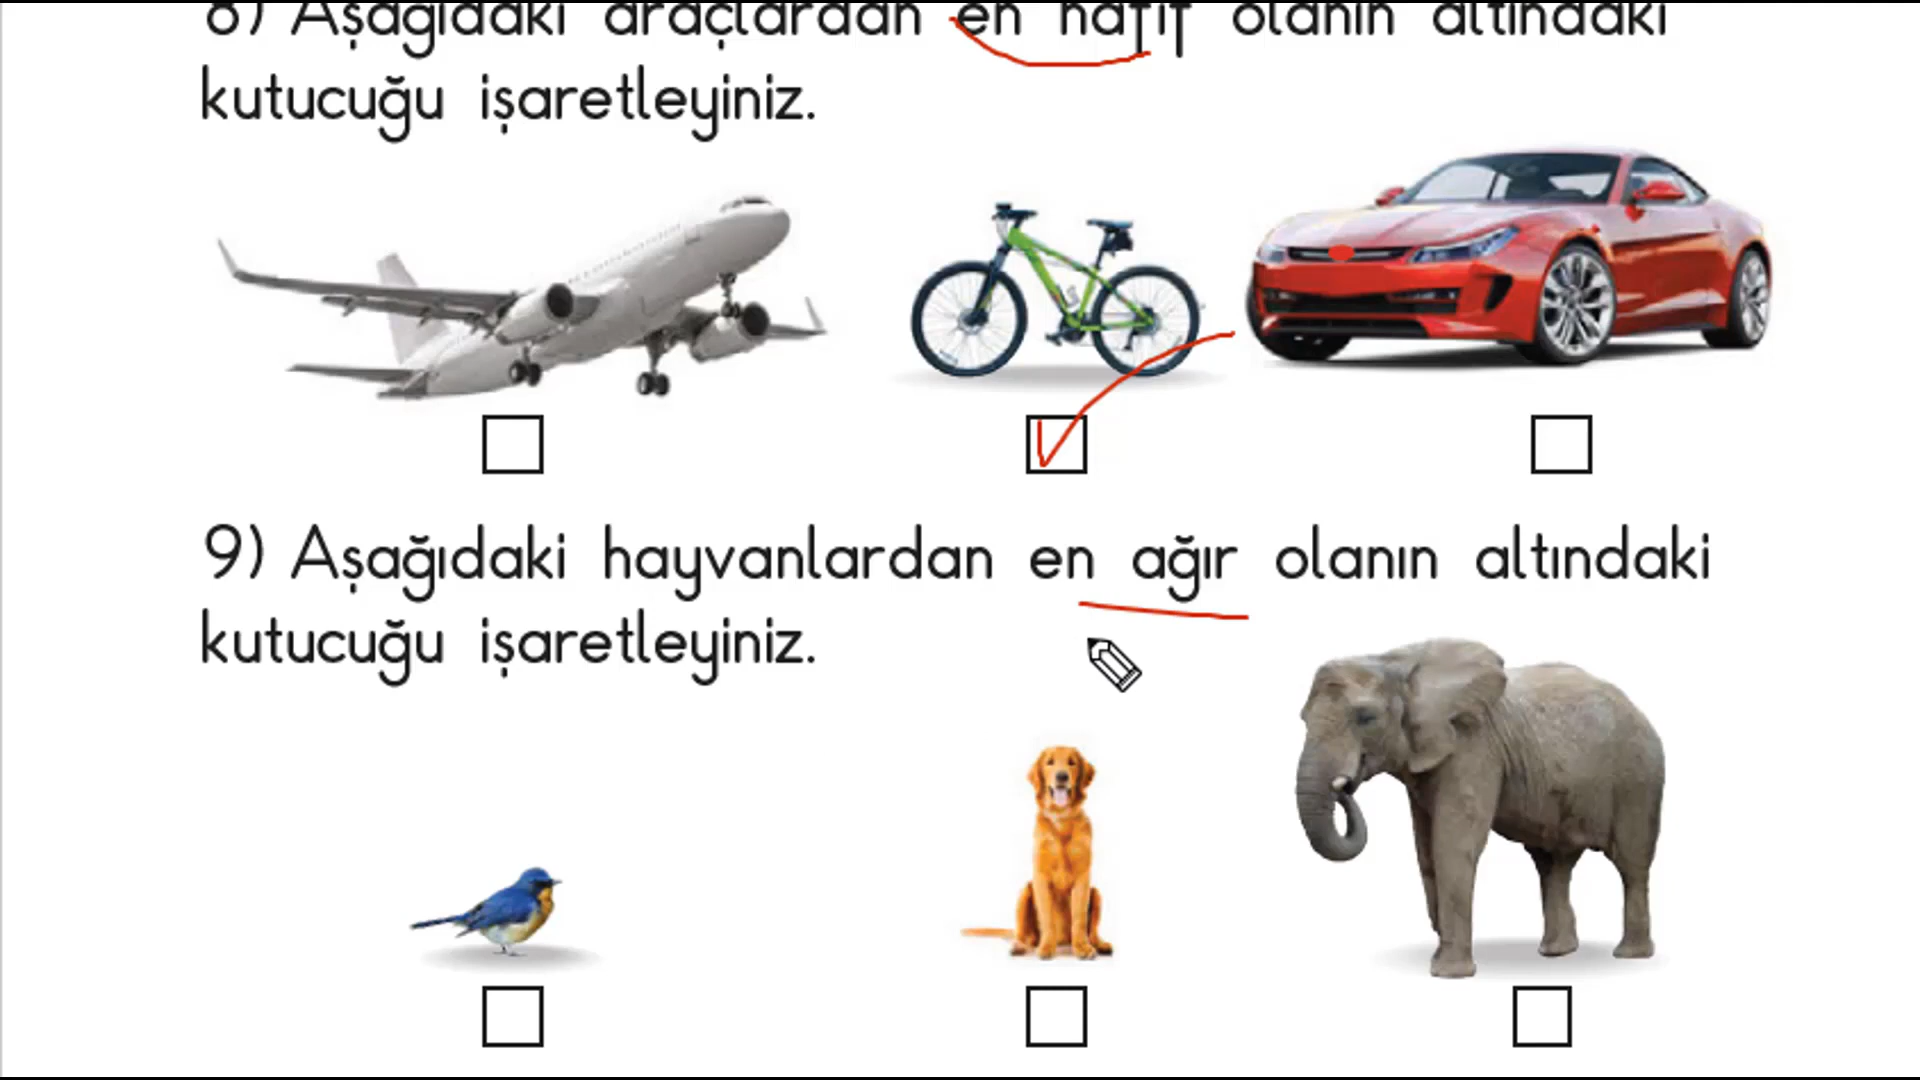 8) Aşağıdaki araçlardan en hafif olanın altındaki
kutucuğu işaretleyiniz.
9) Aşağıdaki hayvanlardan en ağır olanın altındaki
kutucuğu işaretleyiniz.